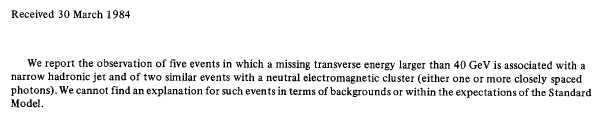 Received 30 March 1984
We report the observation of five events in which a missing transverse energy larger than 40 GeV is associated with a
narrow hadronic jet and of two similar events with a neutral electromagnetic cluster (either one or more closely spaced
photons). We cannot find an explanation for such events in terms of backgrounds or within the expectations of the Standard
Model.